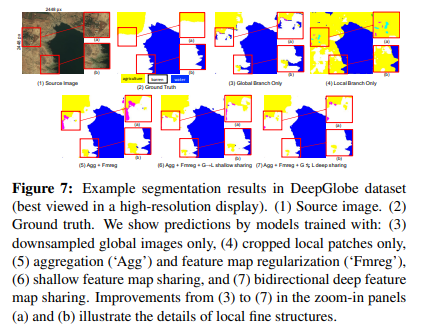 2448 px
2448 px
(a)
(b)
(a)
(b)
(a)
(b)
(a)
(b)
agriculture barren water
(1) Source Image
(2) Ground Truth
(3) Global Branch Only
(4) Local Branch Only
(a)
(b)
(a)
(b)
(a)
(b)
(5) Agg + Fmreg
(6) Agg + Fmreg + G→L shallow sharing
(7) Agg + Fmreg + G ⇆ L deep sharing
Figure 7: Example segmentation results in DeepGlobe dataset
(best viewed in a high-resolution display). (1) Source image. (2)
Ground truth. We show predictions by models trained with: (3)
downsampled global images only, (4) cropped local patches only,
(5) aggregation (‘Agg’) and feature map regularization (‘Fmreg’),
(6) shallow feature map sharing, and (7) bidirectional deep feature
map sharing. Improvements from (3) to (7) in the zoom-in panels
(a) and (b) illustrate the details of local fine structures.